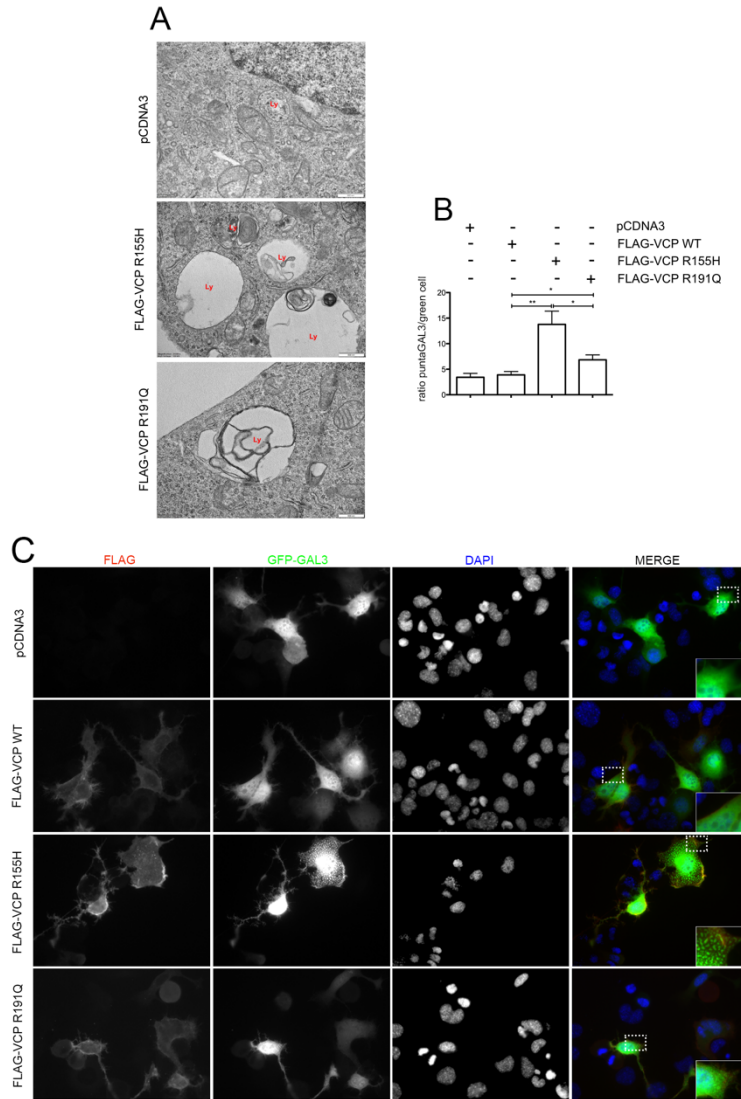 A
pCDNA3
Ly
FLAG-VCP R155H
Ly
Ly
Ly
Ly
FLAG-VCP R191Q
Ly
B
+ - - - pCDNA3
- + - - FLAG-VCP WT
- - + - FLAG-VCP R155H
- - - + FLAG-VCP R191Q
ratio puntaGAL3/green cell
20
15
10
5
0
*
** *
C
FLAG GFP-GAL3 DAPI MERGE
pCDNA3
FLAG-VCP WT
FLAG-VCP R155H
FLAG-VCP R191Q